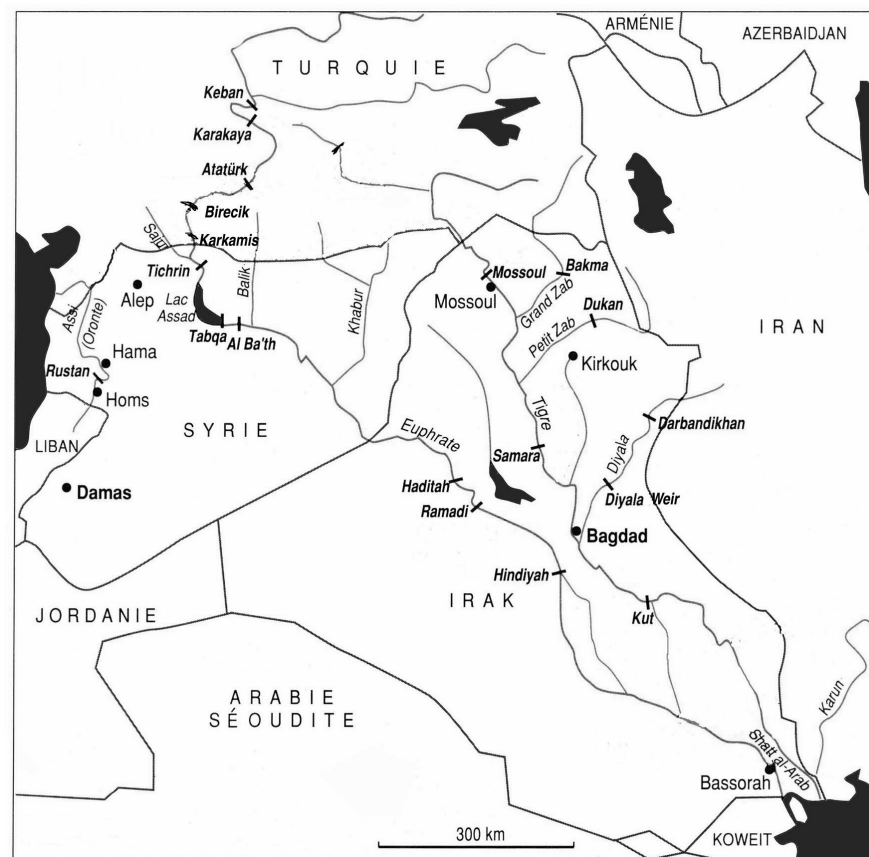 ARMÉNIE
AZERBAIDJAN
TURQUIE
Keban
Karakaya
Atatürk
Birecik
Sajur
Karkamis
Tichrin
Balik
Mossoul
Bakma
Alep
Lac
Assad
Khabur
Mossoul
Grand Zab
Dukan
Assi
(Oronte)
Petit Zab
IRAN
Tabqa
Al Ba'th
Hama
Kirkouk
Rustan
Homs
Tigre
Darbandikhan
SYRIE
Euphrate
LIBAN
Samara
Diyala
Haditah
Damas
Diyala Weir
Ramadi
Bagdad
Hindiyah
IRAK
Kut
JORDANIE
ARABIE
SÉOUDITE
Karun
Shatt al-Arab
Bassorah
300 km
KOWEIT